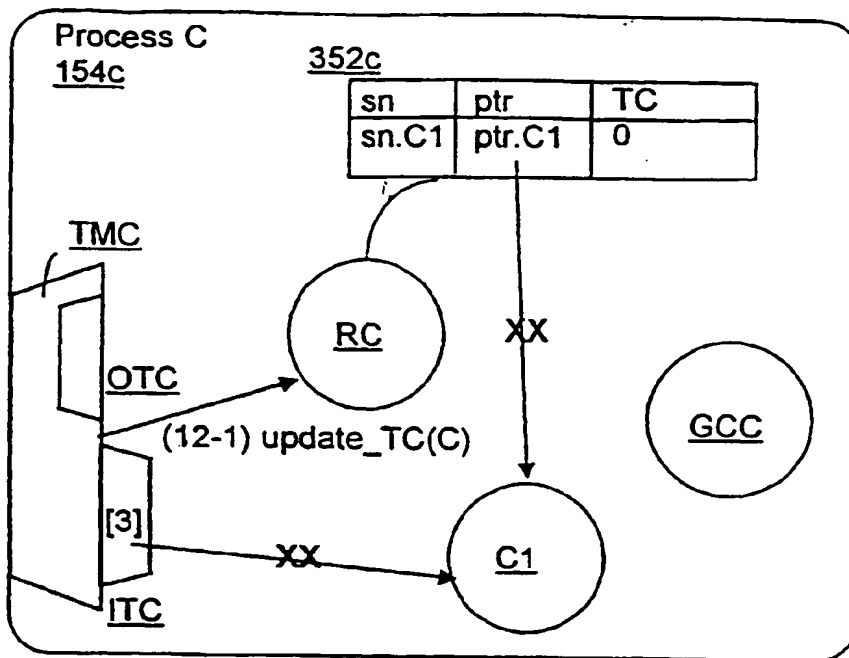 Process C
154c
352c
sn ptr TC
sn.C1 ptr.C1 0
TMC
RC
XX
OTC
GCC
(12-1) update_TC(C)
[3]
XX
C1
ITC